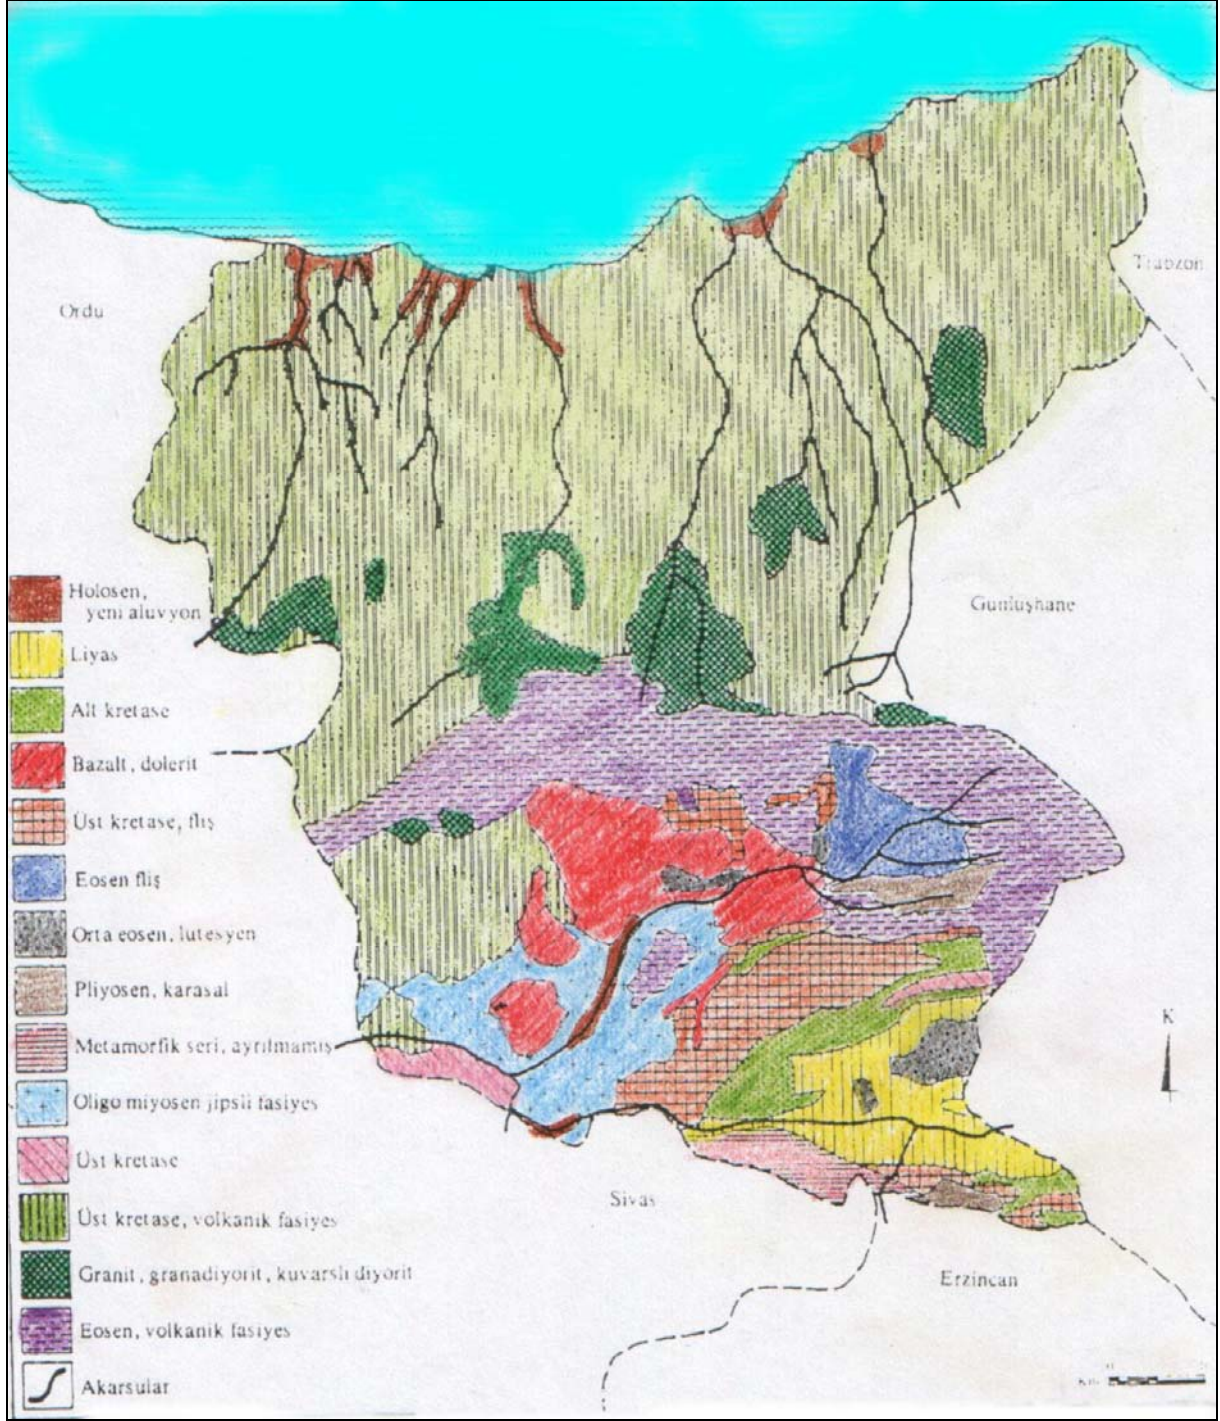 Ordu
Trabzon
Gümüşhane
Holosen,
yeni aluvyon
Liyas
Alt kretase
Bazalt, dolerit
Üst kretase, fliş
Eosen fliş
Orta eosen, lutesyen
Pliyosen, karasal
Metamorfik seri, ayrılmamış
K
Oligo miyosen jipsli fasiyes
Üst kretase
Sivas
Üst kretase, volkanik fasiyes
Granit, granadiyorit, kuvarslı diyorit
Erzincan
Eosen, volkanik fasiyes
Akarsular